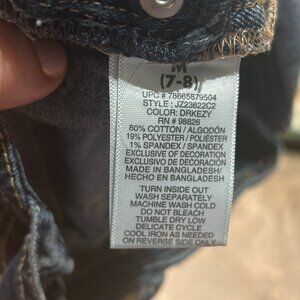 M
(7-8)
UPC # 78665879504
STYLE : JZ23822C2
COLOR: DRKEZY
RN # 98826
80% COTTON / ALGODÓN
19% POLYESTER / POLIÉSTER
1% SPANDEX / SPANDEX
EXCLUSIVE OF DECORATION
EXCLUSIVO DE DECORACIÓN
MADE IN BANGLADESH/
HECHO EN BANGLADESH
TURN INSIDE OUT
WASH SEPARATELY
MACHINE WASH COLD
DO NOT BLEACH
TUMBLE DRY LOW
DELICATE CYCLE
COOL IRON AS NEEDED
ON REVERSE SIDE ONLY